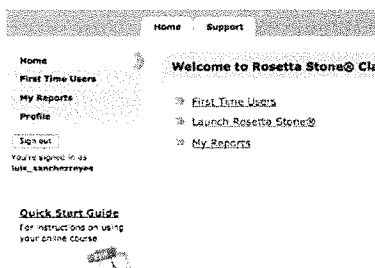 Home Support
Home
First Time Users
My Reports
Profile
Sign out
You're signed in as
luis_sanchezreyes
Quick Start Guide
For instructions on using
your online course
Welcome to Rosetta Stone® Cla
First Time Users
Launch Rosetta Stone®
My Reports